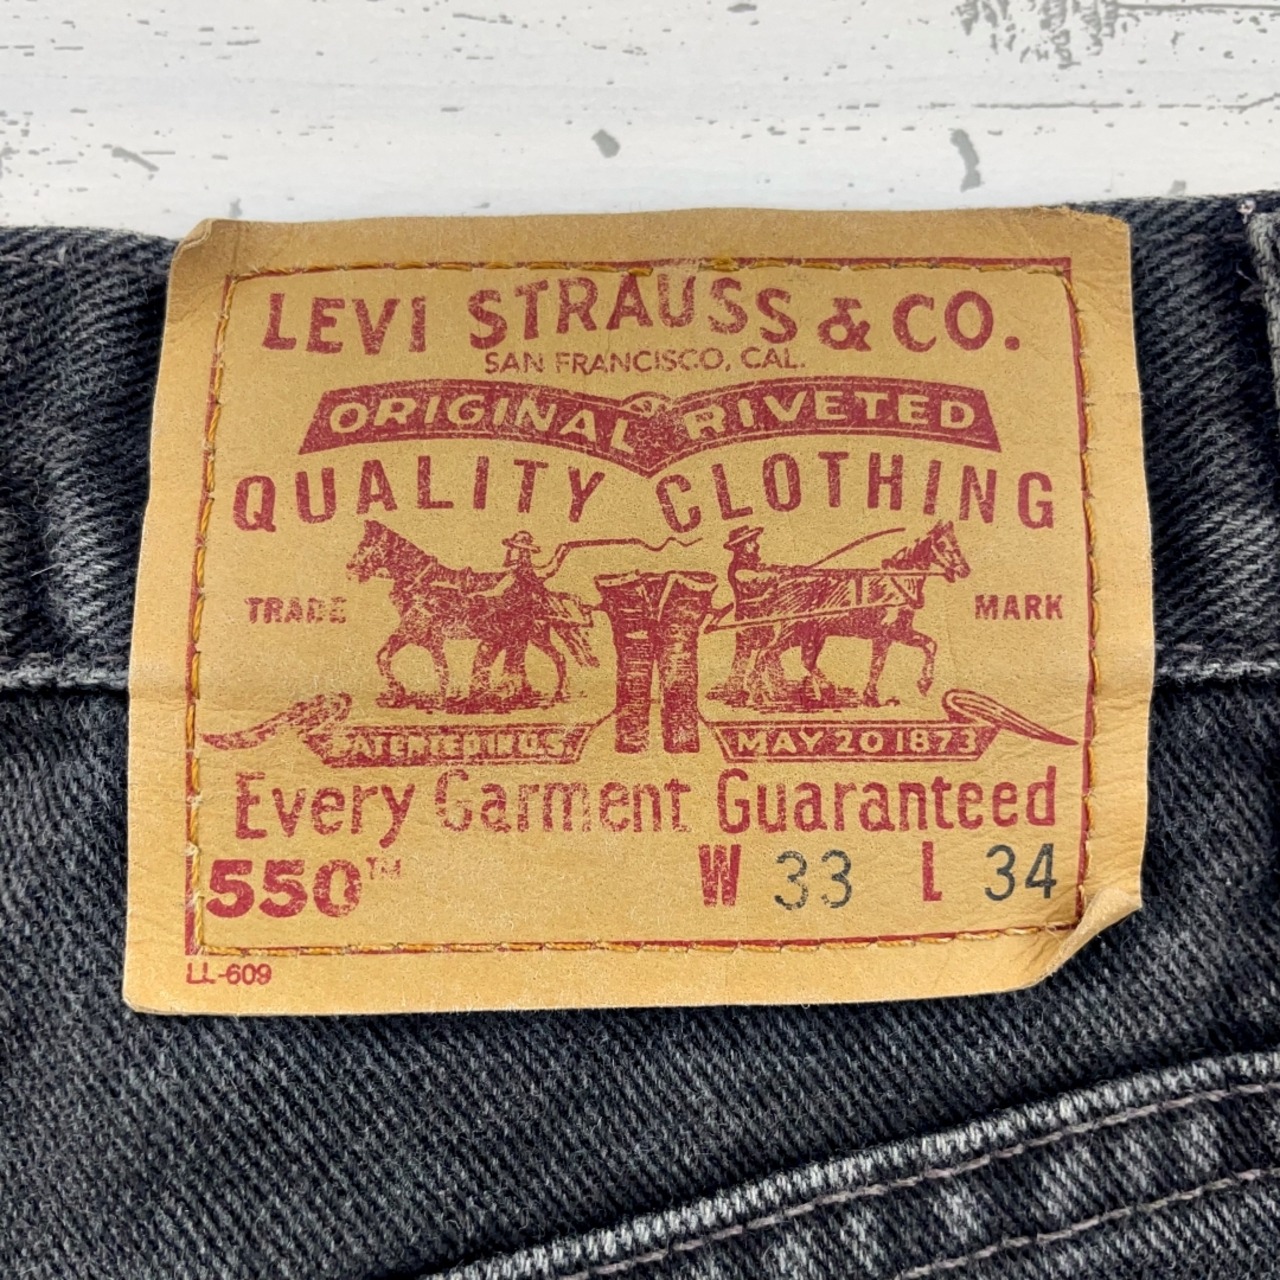 LEVI STRAUSS & CO.
SAN FRANCISCO, CAL.
ORIGINAL RIVETED
QUALITY CLOTHING
TRADE MARK
PATENTED IN U.S. MAY 20 1873
Every Garment Guaranteed
550™ W 33 L 34
LL-609